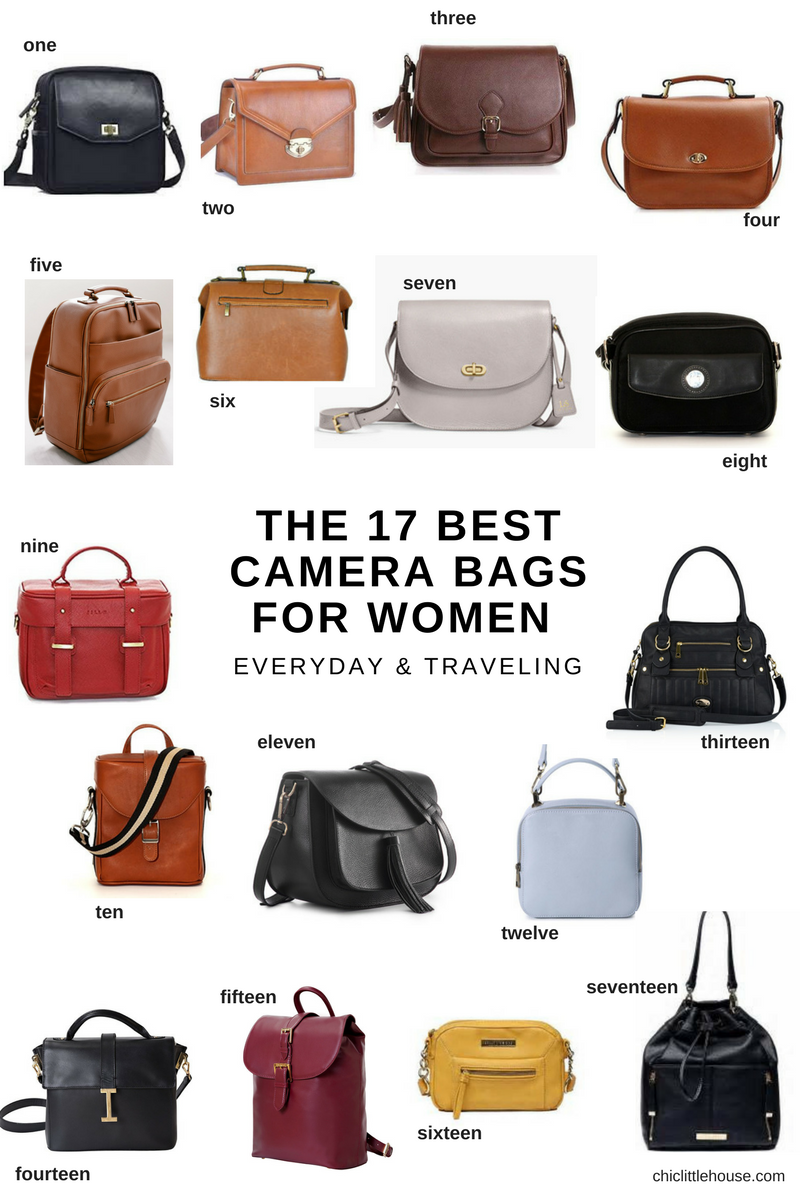 three
one
two
four
five
seven
six
eight
THE 17 BEST
CAMERA BAGS
FOR WOMEN
EVERYDAY & TRAVELING
nine
thirteen
eleven
ten
twelve
seventeen
fifteen
sixteen
fourteen
chiclittlehouse.com